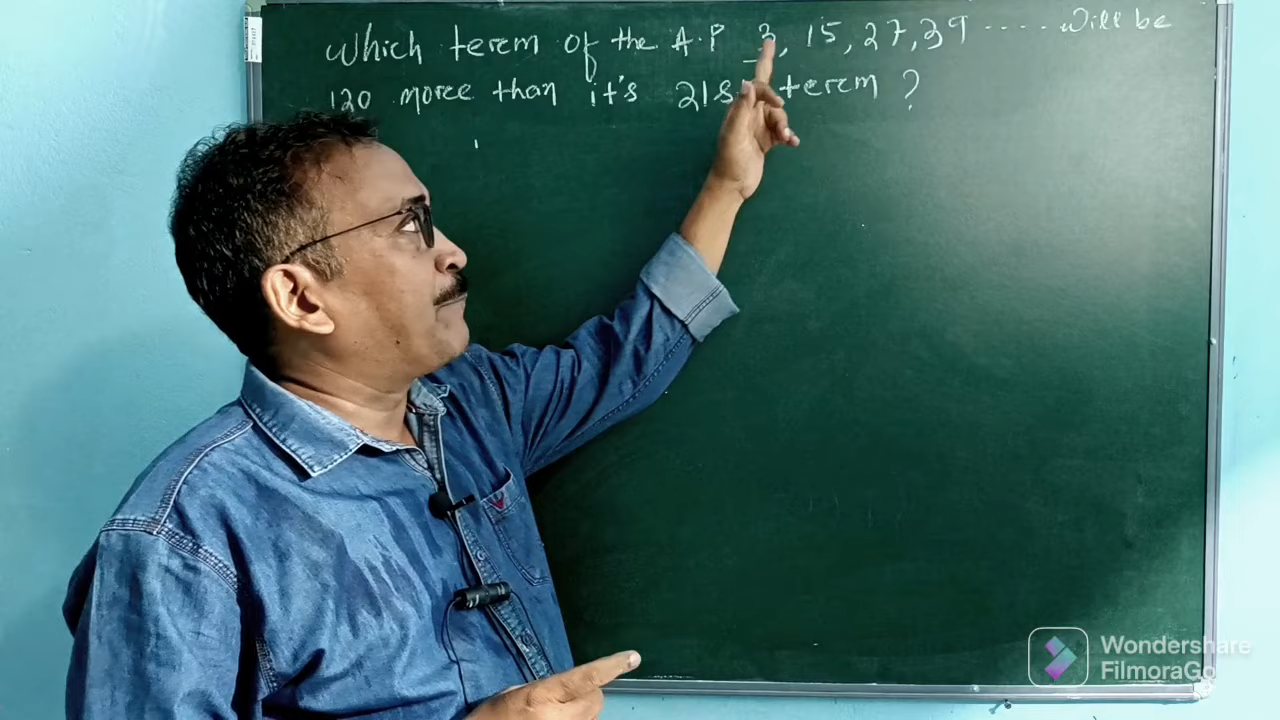 Which terem of the A.P 3, 15, 27, 39 ---- will be
120 moree than it's 21st terem ?
Wondershare
FilmoraGo